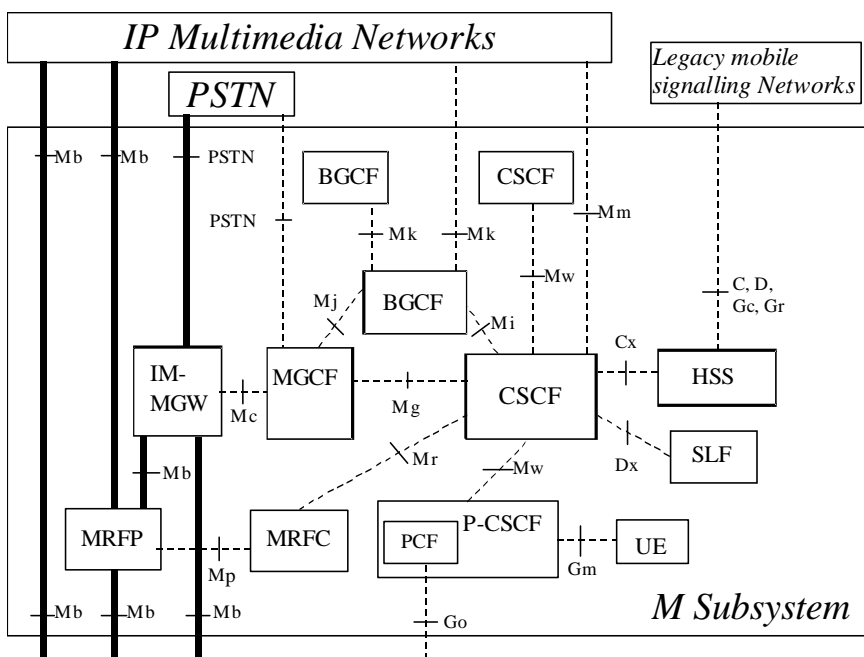 IP Multimedia Networks
PSTN
Legacy mobile
signalling Networks
Mb
Mb
PSTN
BGCF
CSCF
PSTN
Mk
Mk
Mm
Mw
C, D,
Gc, Gr
BGCF
Mj
Mi
Cx
IM-
MGW
MGCF
CSCF
HSS
Mc
Mg
Mb
Mr
Mw
Dx
SLF
MRFP
MRFC
P-CSCF
PCF
UE
Mp
Gm
Mb
Mb
Mb
Go
M Subsystem